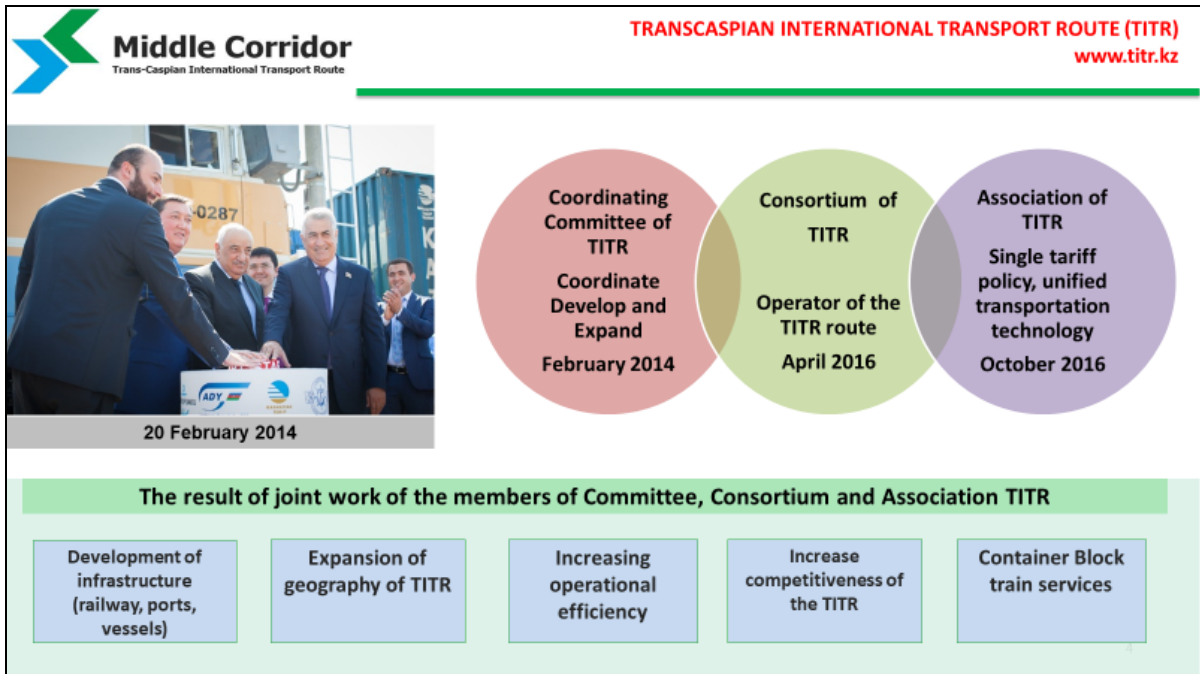 Middle Corridor
Trans-Caspian International Transport Route
TRANSCASPIAN INTERNATIONAL TRANSPORT ROUTE (TITR)
www.titr.kz
-0287
ADY
20 February 2014
Coordinating
Committee of
TITR
Coordinate
Develop and
Expand
February 2014
Consortium of
TITR
Operator of the
TITR route
April 2016
Association of
TITR
Single tariff
policy, unified
transportation
technology
October 2016
The result of joint work of the members of Committee, Consortium and Association TITR
Development of
infrastructure
(railway, ports,
vessels)
Expansion of
geography of TITR
Increasing
operational
efficiency
Increase
competitiveness of
the TITR
Container Block
train services
4